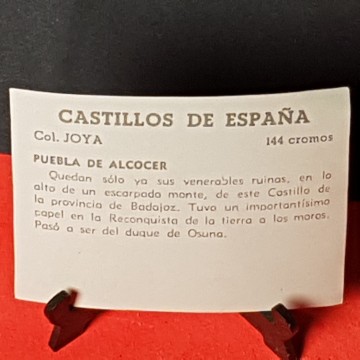 CASTILLOS DE ESPAÑA
Col. JOYA 144 cromos
PUEBLA DE ALCOCER
Quedan sólo ya sus venerables ruinas, en lo
alto de un escarpado monte, de este Castillo de
la provincia de Badajoz. Tuvo un importantísimo
papel en la Reconquista de la tierra a los moros.
Pasó a ser del duque de Osuna.